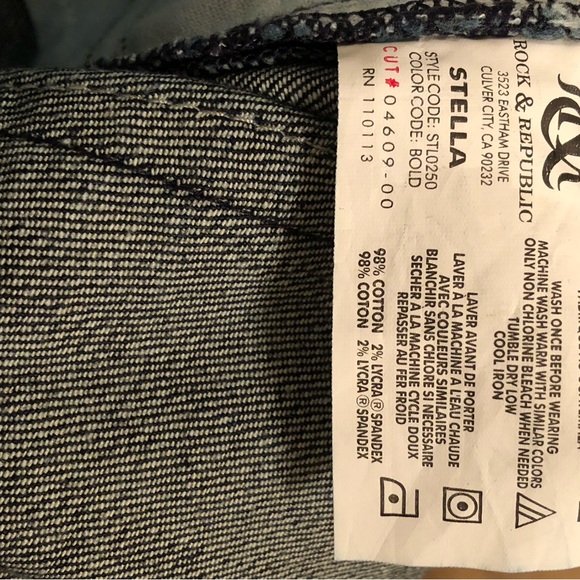 ROCK & REPUBLIC
3523 EASTHAM DRIVE
CULVER CITY, CA 90232
STELLA
STYLE CODE: STL0250
COLOR CODE: BOLD
CUT# 04609-00
RN 110113
WASH ONCE BEFORE WEARING
MACHINE WASH WARM WITH SIMILAR COLORS
ONLY NON CHLORINE BLEACH WHEN NEEDED
TUMBLE DRY LOW
COOL IRON
LAVER AVANT DE PORTER
LAVER À LA MACHINE À L'EAU CHAUDE
AVEC COULEURS SIMILAIRES
BLANCHIR SANS CHLORE SI NÉCESSAIRE
SECHER À LA MACHINE CYCLE DOUX
REPASSER AU FER FROID
98% COTTON 2% LYCRA®SPANDEX
98% COTTON 2% LYCRA®SPANDEX